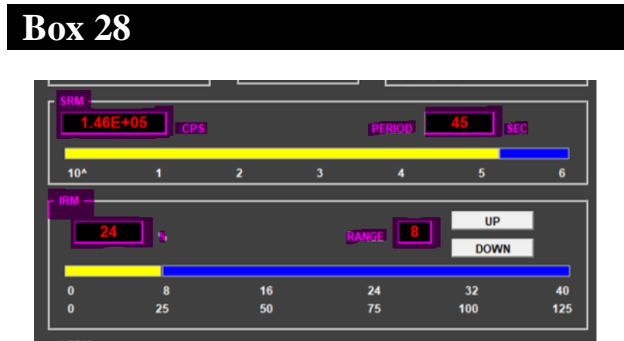 Box 28
SRM
1.46E+05 CPS PERIOD 45 SEC
10^ 1 2 3 4 5 6
IRM
24 % RANGE 8 UP
DOWN
0 8 16 24 32 40
0 25 50 75 100 125